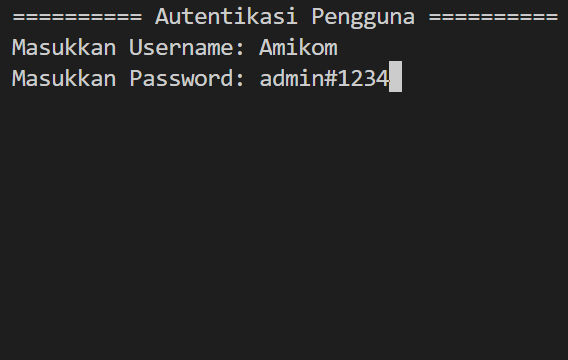 ========== Autentikasi Pengguna ==========
Masukkan Username: Amikom
Masukkan Password: admin#1234